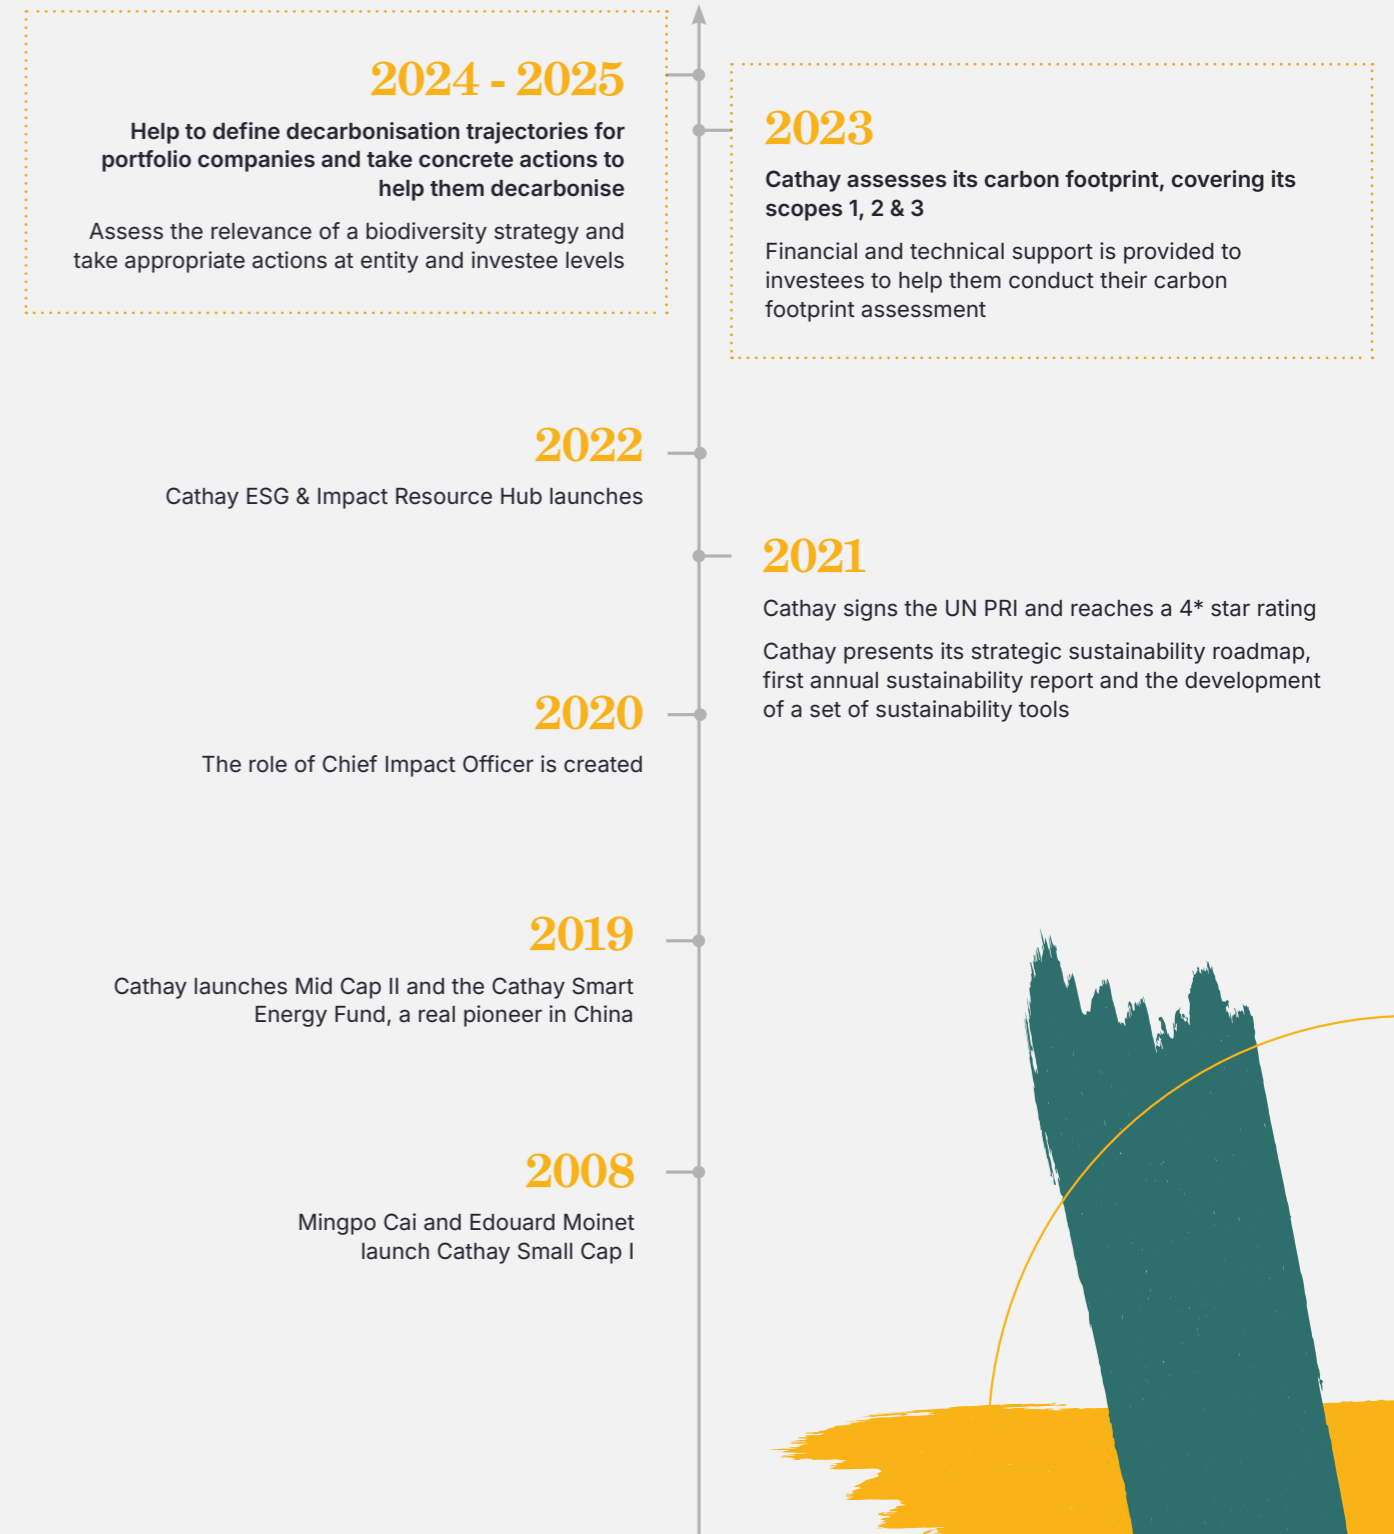 2024 - 2025
Help to define decarbonisation trajectories for
portfolio companies and take concrete actions to
help them decarbonise
Assess the relevance of a biodiversity strategy and
take appropriate actions at entity and investee levels
2023
Cathay assesses its carbon footprint, covering its
scopes 1, 2 & 3
Financial and technical support is provided to
investees to help them conduct their carbon
footprint assessment
2022
Cathay ESG & Impact Resource Hub launches
2021
Cathay signs the UN PRI and reaches a 4* star rating
Cathay presents its strategic sustainability roadmap,
first annual sustainability report and the development
of a set of sustainability tools
2020
The role of Chief Impact Officer is created
2019
Cathay launches Mid Cap II and the Cathay Smart
Energy Fund, a real pioneer in China
2008
Mingpo Cai and Edouard Moinet
launch Cathay Small Cap I